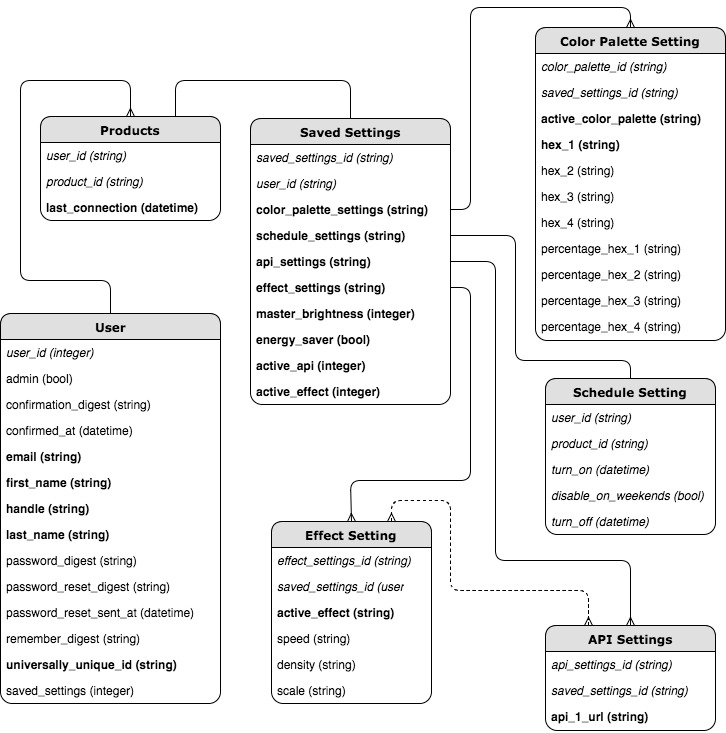 Products
user_id (string)
product_id (string)
last_connection (datetime)
User
user_id (integer)
admin (bool)
confirmation_digest (string)
confirmed_at (datetime)
email (string)
first_name (string)
handle (string)
last_name (string)
password_digest (string)
password_reset_digest (string)
password_reset_sent_at (datetime)
remember_digest (string)
universally_unique_id (string)
saved_settings (integer)
Saved Settings
saved_settings_id (string)
user_id (string)
color_palette_settings (string)
schedule_settings (string)
api_settings (string)
effect_settings (string)
master_brightness (integer)
energy_saver (bool)
active_api (integer)
active_effect (integer)
Effect Setting
effect_settings_id (string)
saved_settings_id (user
active_effect (string)
speed (string)
density (string)
scale (string)
Color Palette Setting
color_palette_id (string)
saved_settings_id (string)
active_color_palette (string)
hex_1 (string)
hex_2 (string)
hex_3 (string)
hex_4 (string)
percentage_hex_1 (string)
percentage_hex_2 (string)
percentage_hex_3 (string)
percentage_hex_4 (string)
Schedule Setting
user_id (string)
product_id (string)
turn_on (datetime)
disable_on_weekends (bool)
turn_off (datetime)
API Settings
api_settings_id (string)
saved_settings_id (string)
api_1_url (string)